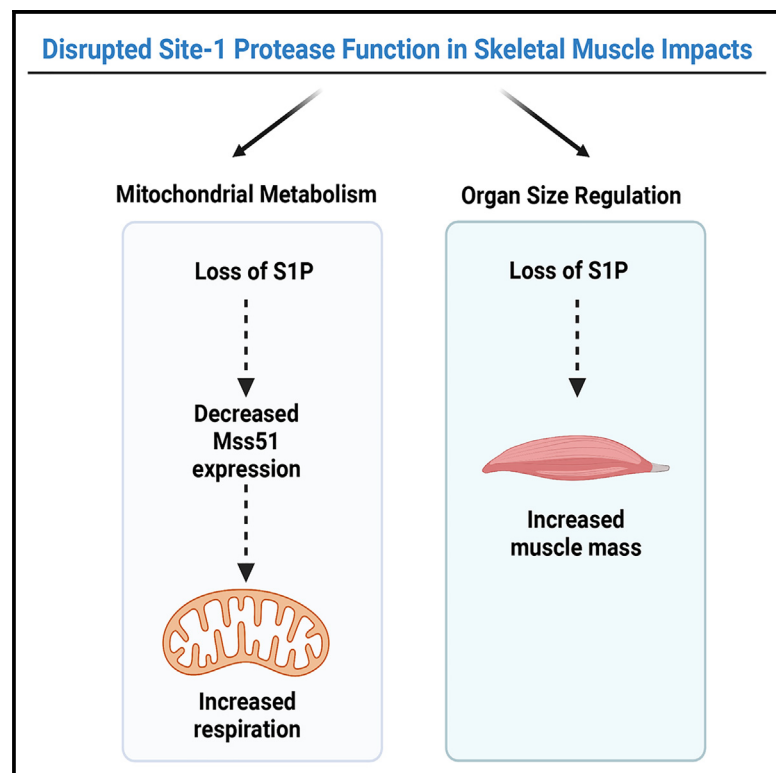 Disrupted Site-1 Protease Function in Skeletal Muscle Impacts
Mitochondrial Metabolism
Loss of S1P
Decreased
Mss51
expression
Increased
respiration
Organ Size Regulation
Loss of S1P
Increased
muscle mass